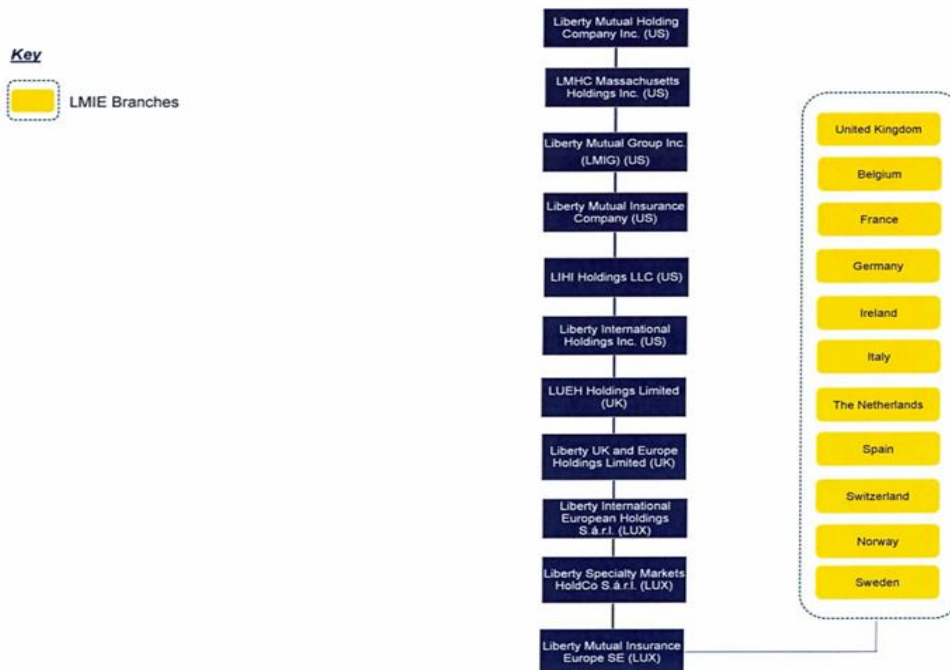 Key
LMIE Branches
Liberty Mutual Holding
Company Inc. (US)
LMHC Massachusetts
Holdings Inc. (US)
Liberty Mutual Group Inc.
(LMIG) (US)
Liberty Mutual Insurance
Company (US)
LIHI Holdings LLC (US)
Liberty International
Holdings Inc. (US)
LUEH Holdings Limited
(UK)
Liberty UK and Europe
Holdings Limited (UK)
Liberty International
European Holdings
S.á.r.l. (LUX)
Liberty Specialty Markets
HoldCo S.á.r.l. (LUX)
Liberty Mutual Insurance
Europe SE (LUX)
United Kingdom
Belgium
France
Germany
Ireland
Italy
The Netherlands
Spain
Switzerland
Norway
Sweden